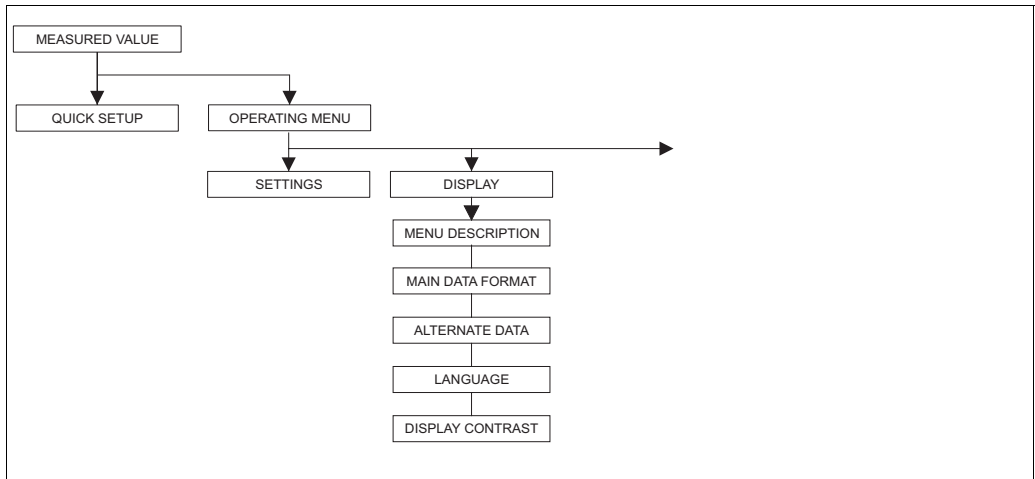 MEASURED VALUE
QUICK SETUP
OPERATING MENU
SETTINGS
DISPLAY
MENU DESCRIPTION
MAIN DATA FORMAT
ALTERNATE DATA
LANGUAGE
DISPLAY CONTRAST